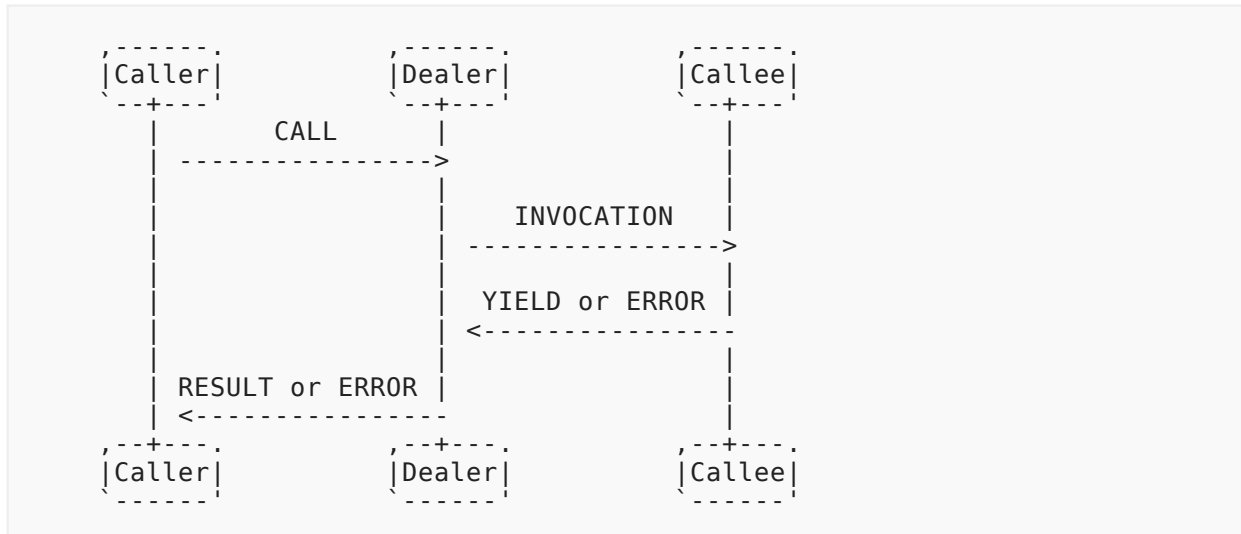 Caller Dealer Callee
CALL
INVOCATION
YIELD or ERROR
RESULT or ERROR
Caller Dealer Callee